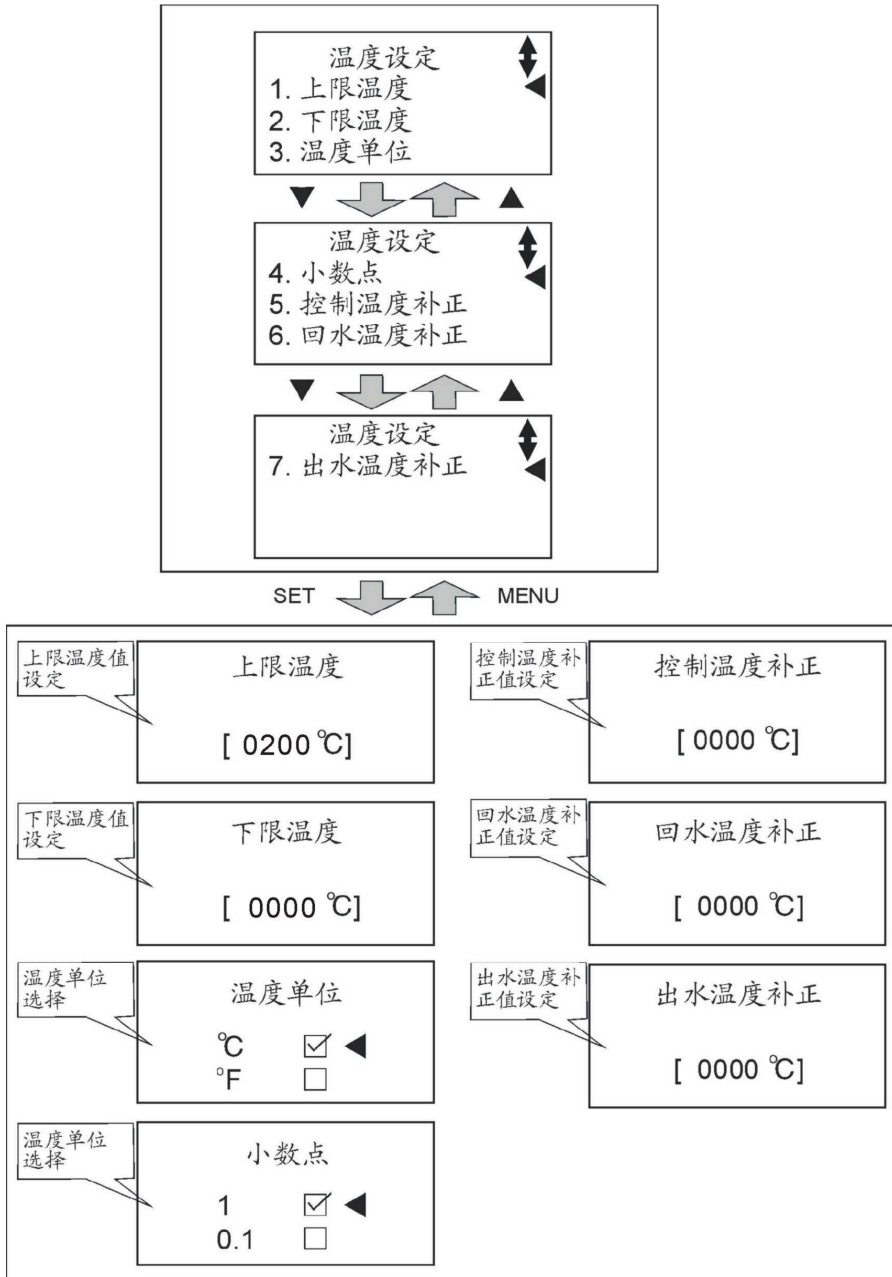 温度设定
1. 上限温度
2. 下限温度
3. 温度单位
温度设定
4. 小数点
5. 控制温度补正
6. 回水温度补正
温度设定
7. 出水温度补正
SET
MENU
上限温度值
设定
上限温度
[ 0200 ℃]
下限温度值
设定
下限温度
[ 0000 ℃]
温度单位
选择
温度单位
℃
°F
温度单位
选择
小数点
1
0.1
控制温度补
正值设定
控制温度补正
[ 0000 ℃]
回水温度补
正值设定
回水温度补正
[ 0000 ℃]
出水温度补
正值设定
出水温度补正
[ 0000 ℃]